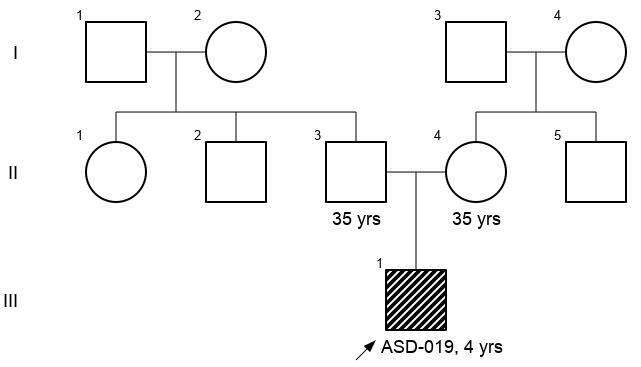 1 2 3 4
I
1 2 3 4 5
II
35 yrs 35 yrs
1
III
ASD-019, 4 yrs